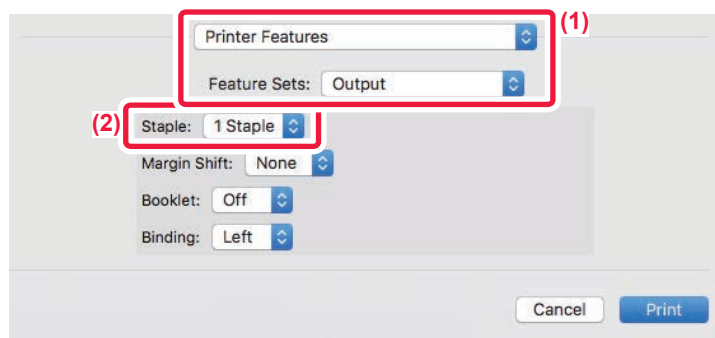 Printer Features
(1)
Feature Sets: Output
(2)
Staple: 1 Staple
Margin Shift: None
Booklet: Off
Binding: Left
Cancel Print